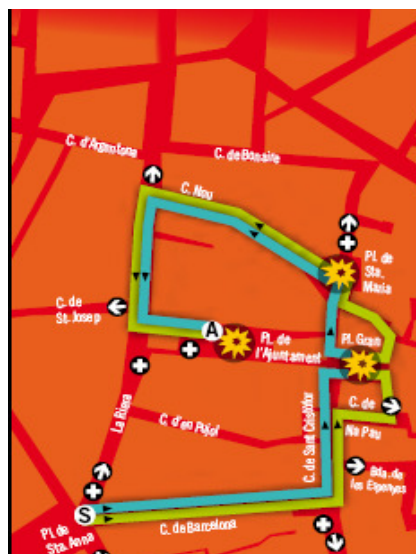 C. d'Argentona
C. de Bonaire
C. Nou
Pl. de
Sta.
Maria
C. de
St. Josep
A
Pl. de
l'Ajuntament
Pl. Gran
La Riera
C. d'en Pujol
C. de Sant Cristòfor
C. de
Na Pau
Bda. de
les Espenyes
S
Pl. de
Sta. Anna
C. de Barcelona